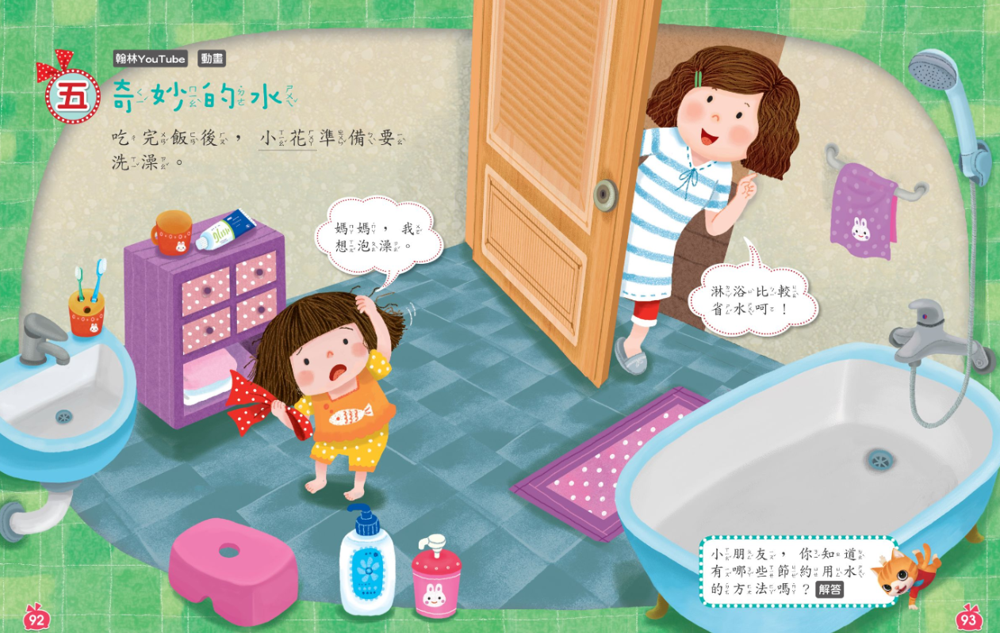 翰林YouTube 動畫
五 奇妙的水
吃完飯後，小花準備要
洗澡。
媽媽，我
想泡澡。
淋浴比較
省水呵！
小朋友，你知道
有哪些節約用水
的方法嗎？解答
92
93